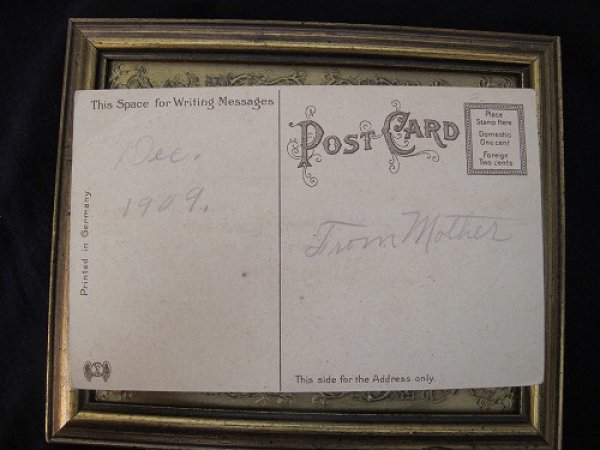 This Space for Writing Messages
Dec.
1909.
Printed in Germany
POST CARD
Place
Stamp Here
Domestic
One cent
Foreign
Two cents
From Mother
This side for the Address only.